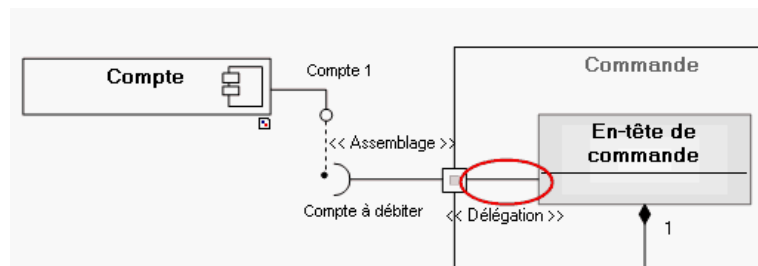 Compte
Compte 1
Commande
En-tête de
commande
<< Assemblage >>
Compte à débiter
<< Délégation >>
1